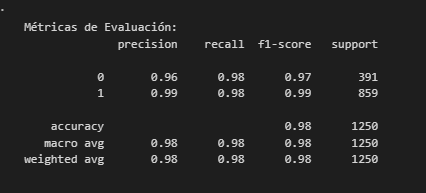 .
Métricas de Evaluación:
precision recall f1-score support
0 0.96 0.98 0.97 391
1 0.99 0.98 0.99 859
accuracy 0.98 1250
macro avg 0.98 0.98 0.98 1250
weighted avg 0.98 0.98 0.98 1250